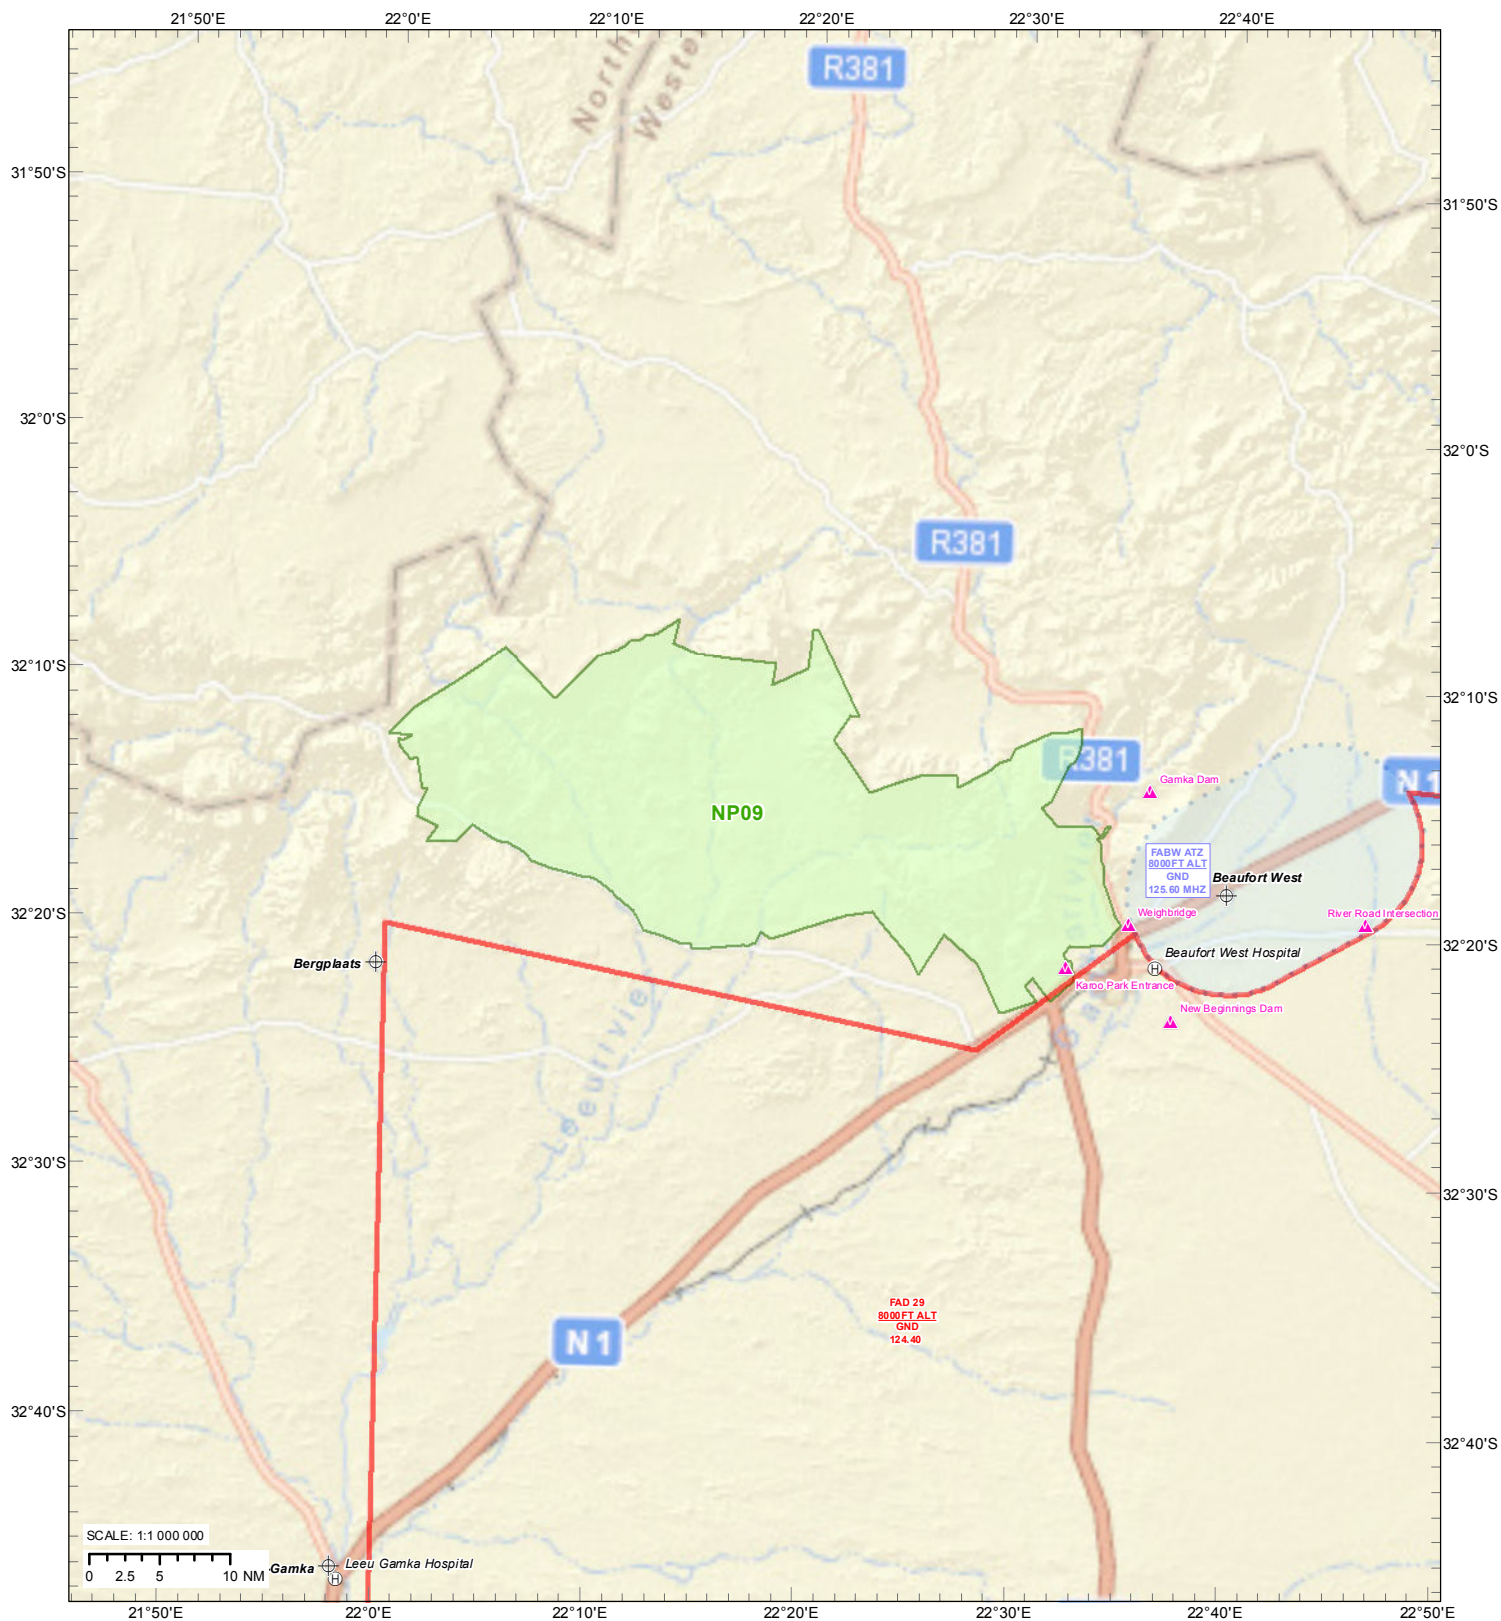 21°50'E 22°0'E 22°10'E 22°20'E 22°30'E 22°40'E
R381
North
Weste
31°50'S
31°50'S
32°0'S
32°0'S
R381
32°10'S
32°10'S
R381
N 1
Gamka Dam
NP09
FABW ATZ
8000FT ALT
GND
125.60 MHZ
Beaufort West
32°20'S
Weighbridge
River Road Intersection
32°20'S
Beaufort West Hospital
Bergplaats
Karoo Park Entrance
New Beginnings Dam
Leeurivie
32°30'S
32°30'S
FAD 29
8000FT ALT
GND
124.40
N 1
32°40'S
32°40'S
SCALE: 1:1 000 000
0 2.5 5 10 NM
-Gamka
Leeu Gamka Hospital
H
H
21°50'E 22°0'E 22°10'E 22°20'E 22°30'E 22°40'E 22°50'E